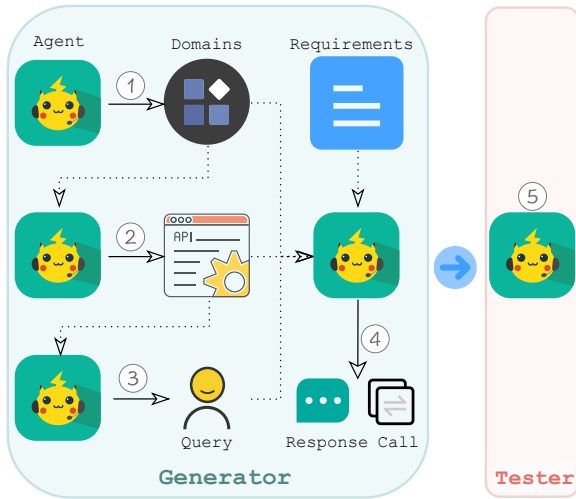 Agent
Domains
Requirements
1
2
API
5
4
3
Query
Response
Call
Generator
Tester